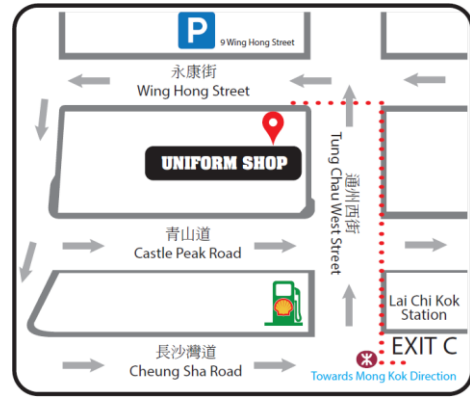 P
9 Wing Hong Street
永康街
Wing Hong Street
UNIFORM SHOP
通州西街
Tung Chau West Street
青山道
Castle Peak Road
Lai Chi Kok
Station
長沙灣道
Cheung Sha Road
EXIT C
Towards Mong Kok Direction